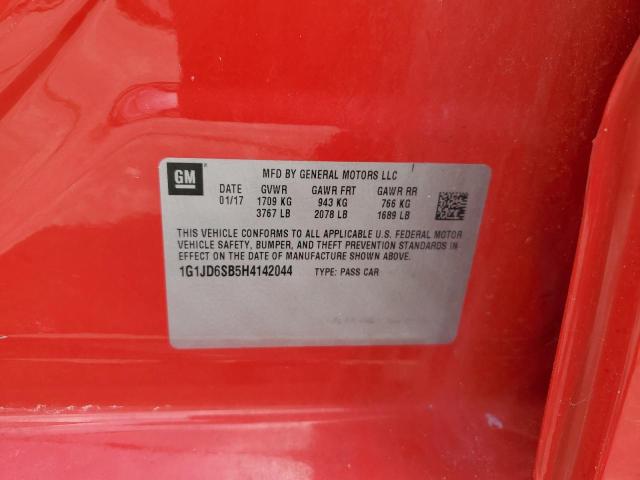 GM
MFD BY GENERAL MOTORS LLC
DATE GVWR GAWR FRT GAWR RR
01/17 1709 KG 943 KG 766 KG
3767 LB 2078 LB 1689 LB
THIS VEHICLE CONFORMS TO ALL APPLICABLE U.S. FEDERAL MOTOR
VEHICLE SAFETY, BUMPER, AND THEFT PREVENTION STANDARDS IN
EFFECT ON THE DATE OF MANUFACTURE SHOWN ABOVE.
1G1JD6SB5H4142044 TYPE: PASS CAR